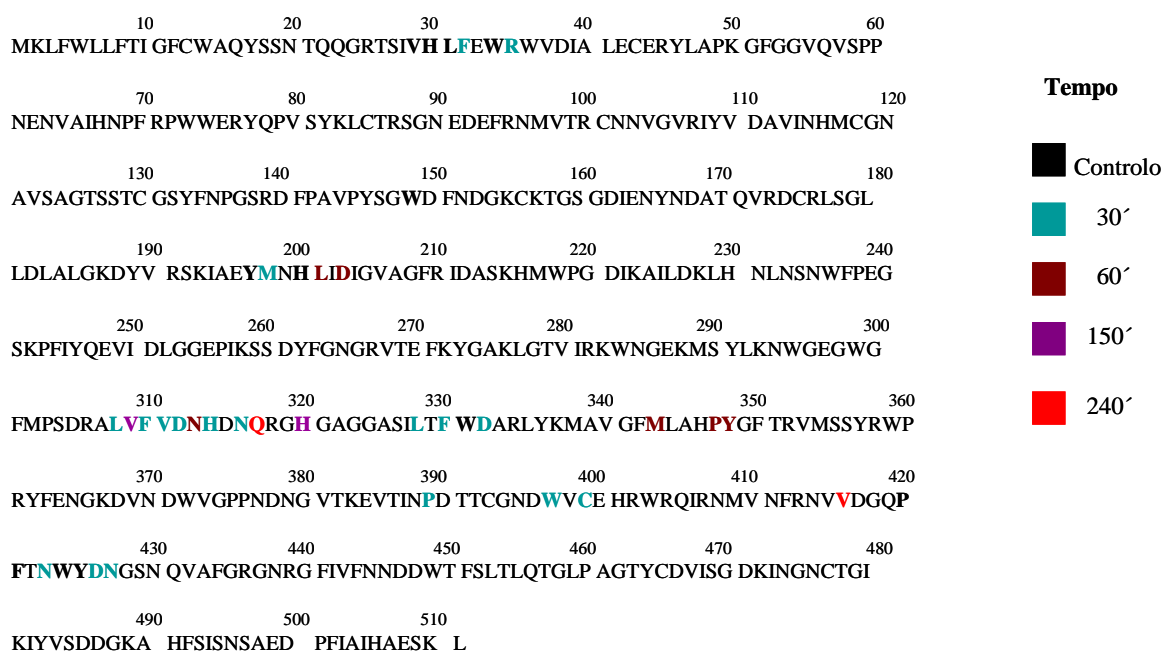 10 20 30 40 50 60
MKLFWLLFTI GFCWAQYSSN TQQGRTSIVH LFEWRWVDIA LECERYLAPK GFGGVQVSPP
70 80 90 100 110 120
NENVAIHNPF RPWWERYQPV SYKLCTRSGN EDEFRNMVTR CNNVGVRIYV DAVINHMCGN
130 140 150 160 170 180
AVSAGTSSTC GSYFNPGSRD FPAVPYSGWD FNDGKCKTGS GDIENYNDAT QVRDCRLSGL
190 200 210 220 230 240
LDLALGKDYV RSKIAEYMNH LIDIGVAGFR IDASKHMWPG DIKAILDKLH NLNSNWFPEG
250 260 270 280 290 300
SKPFIYQEVI DLGGEPIKSS DYFGNGRVTE FKYGAKLGTV IRKWNGEKMS YLKNWGEGWG
310 320 330 340 350 360
FMPSDRALVF VDNHDNQRGH GAGGASILTF WDARLYKMAV GFMLAHPYGF TRVMSSYRWP
370 380 390 400 410 420
RYFENGKDVN DWVGPPNDNG VTKEVTINPD TTCGNDWVCE HRWRQIRNMV NFRNVVDGQP
430 440 450 460 470 480
FTNWYDNGSN QVAFGRGNRG FIVFNNDDWT FSLTLQTGLP AGTYCDVISG DKINGNCTGI
490 500 510
KIYVSDDGKA HFSISNSAED PFIAIHAESK L
Tempo
Controlo
30´
60´
150´
240´